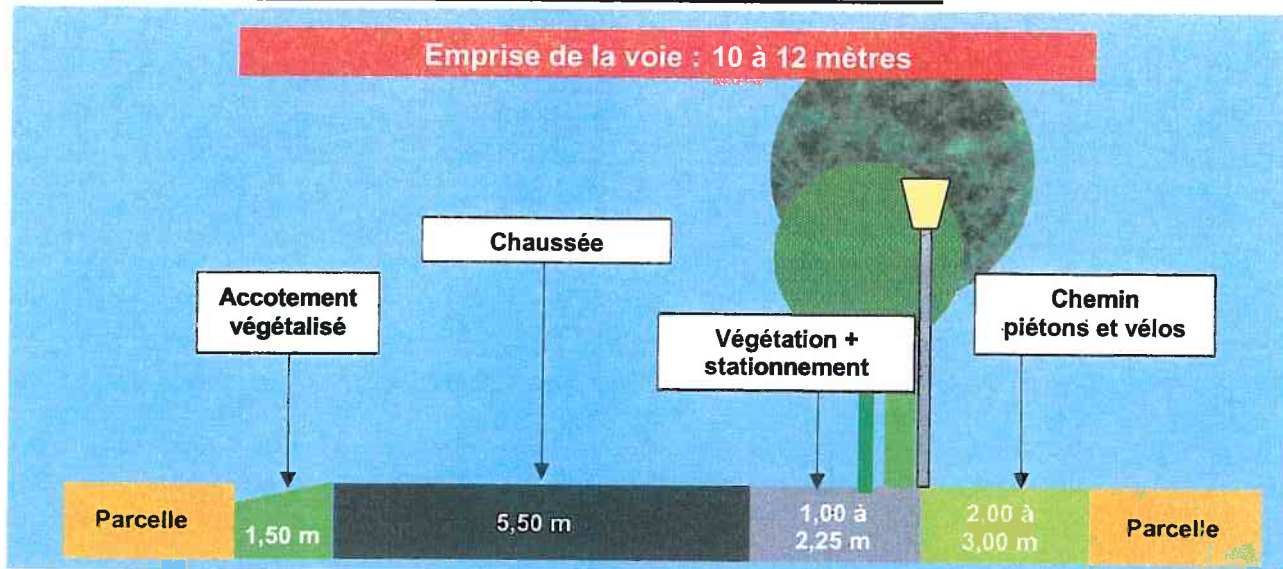 Emprise de la voie : 10 à 12 mètres
Chaussée
Accotement
végétalisé
Végétation +
stationnement
Chemin
piétons et vélos
Parcelle
1,50 m
5,50 m
1,00 à
2,25 m
2,00 à
3,00 m
Parcelle